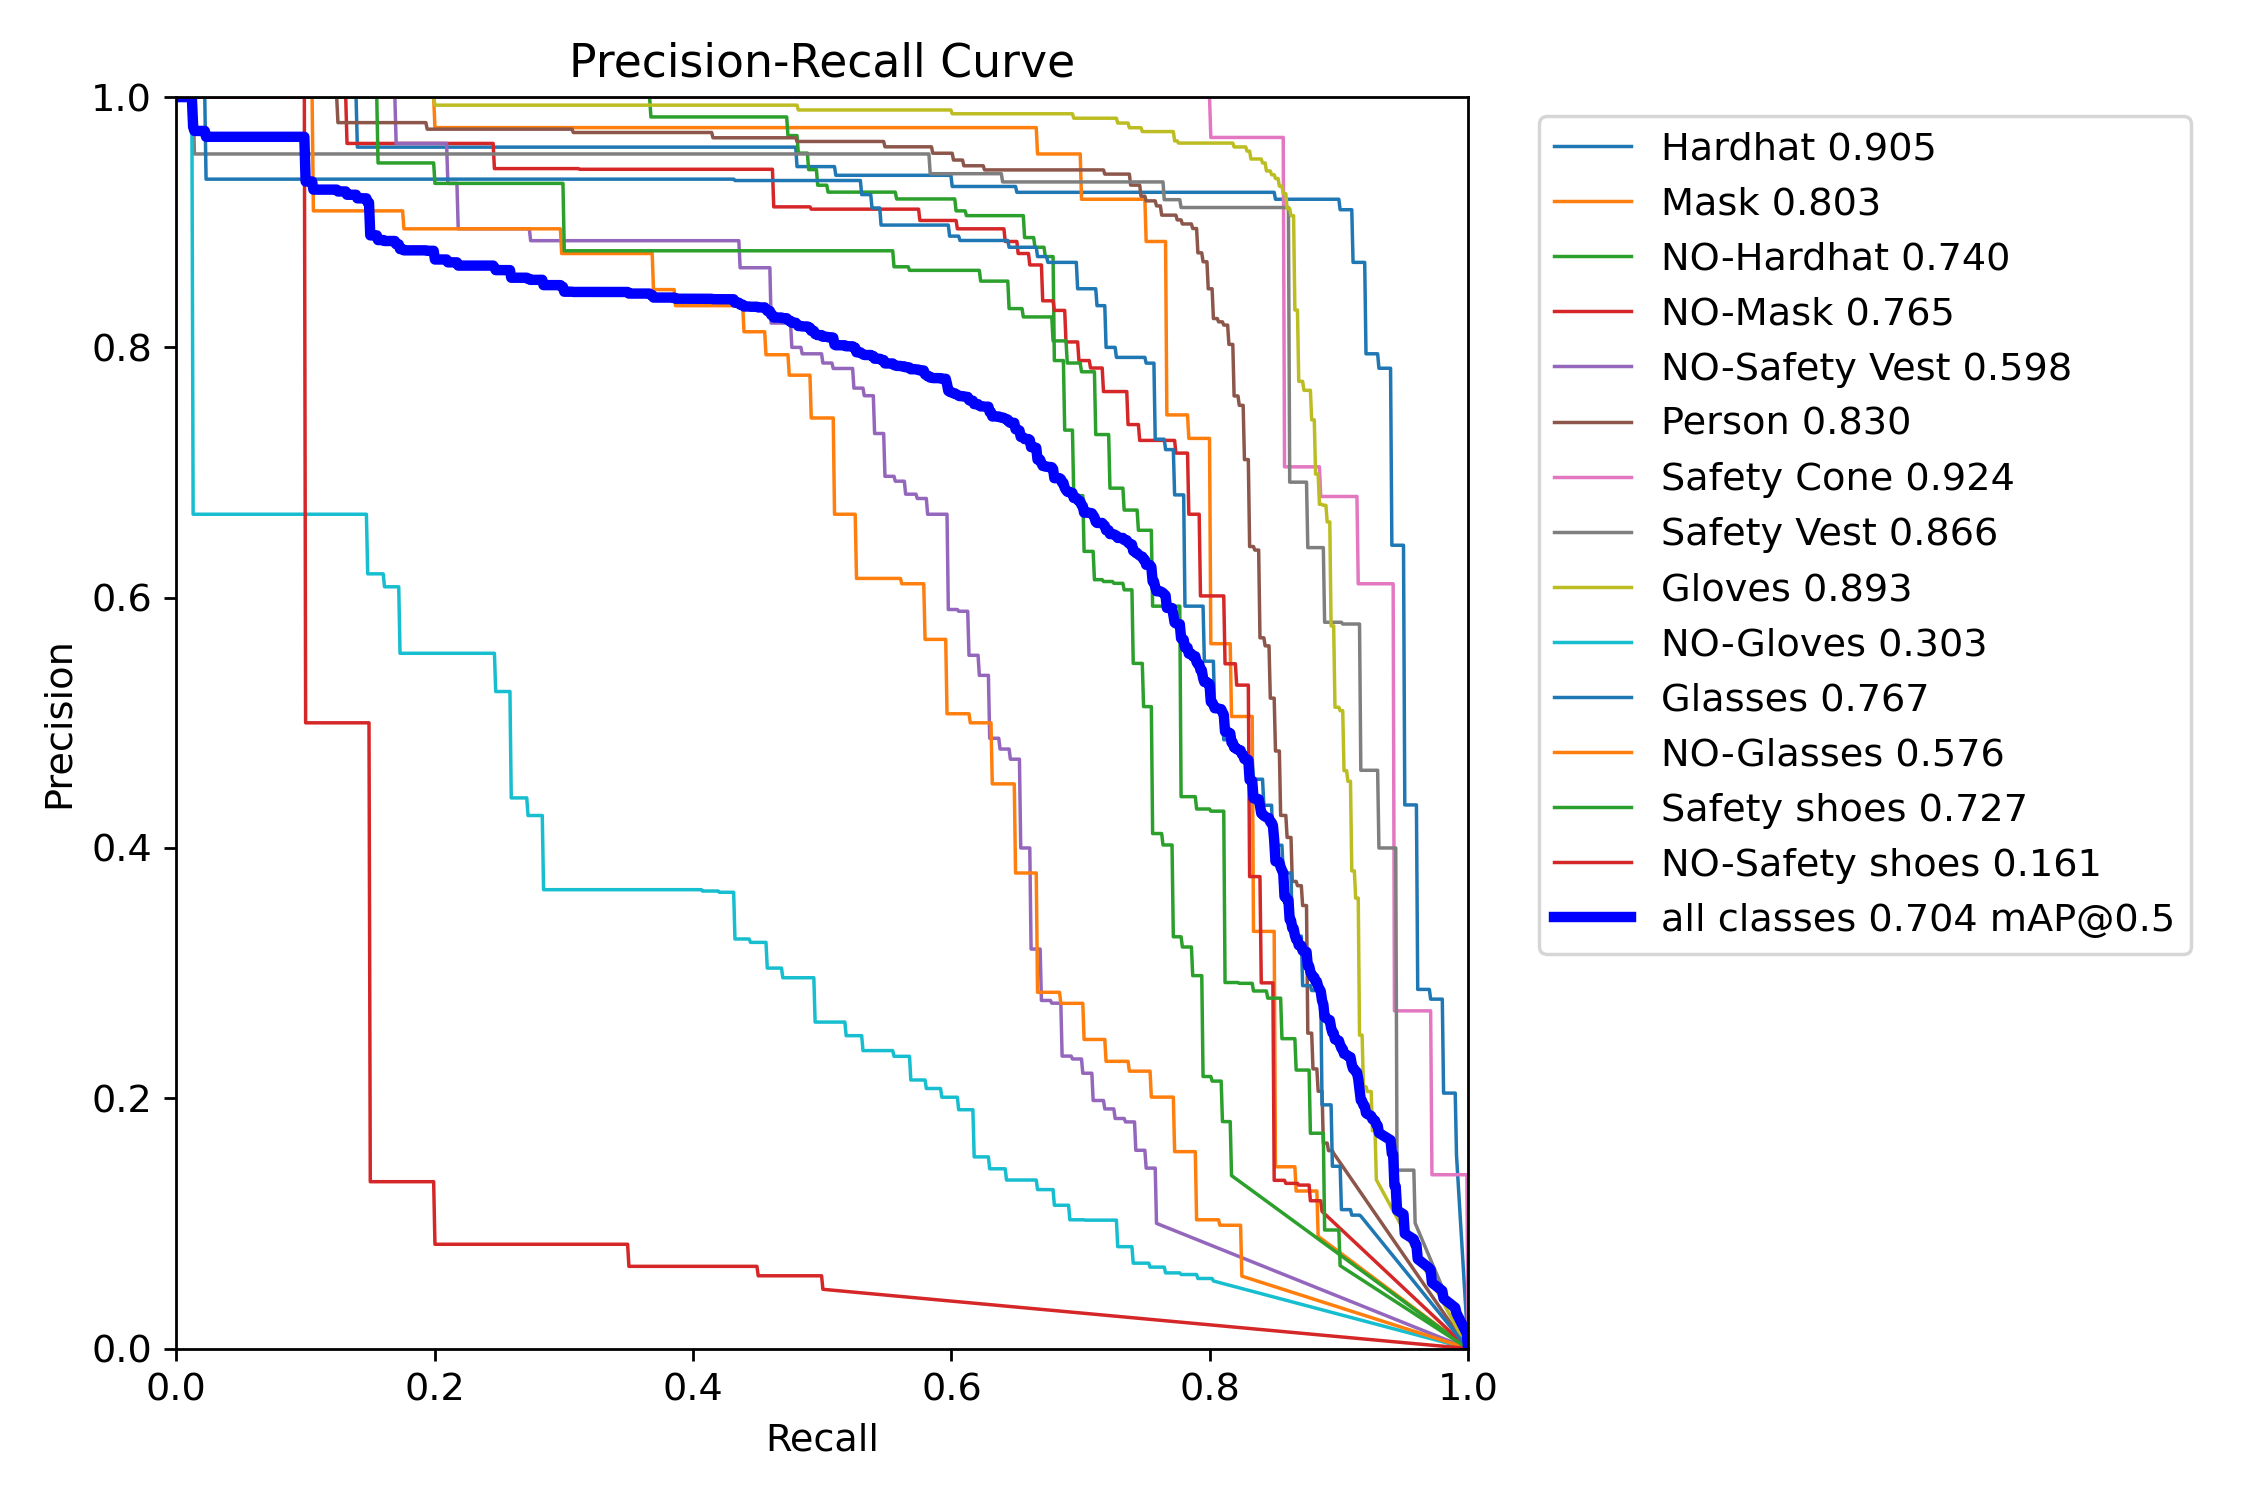 Precision-Recall Curve
1.0
0.8
0.6
0.4
0.2
0.0
Precision
0.0 0.2 0.4 0.6 0.8 1.0
Recall
Hardhat 0.905
Mask 0.803
NO-Hardhat 0.740
NO-Mask 0.765
NO-Safety Vest 0.598
Person 0.830
Safety Cone 0.924
Safety Vest 0.866
Gloves 0.893
NO-Gloves 0.303
Glasses 0.767
NO-Glasses 0.576
Safety shoes 0.727
NO-Safety shoes 0.161
all classes 0.704 mAP@0.5